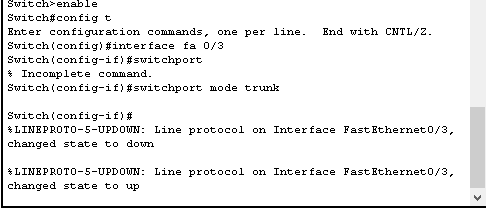 Switch>enable
Switch#config t
Enter configuration commands, one per line.  End with CNTL/Z.
Switch(config)#interface fa 0/3
Switch(config-if)#switchport
% Incomplete command.
Switch(config-if)#switchport mode trunk
Switch(config-if)#
%LINEPROTO-5-UPDOWN: Line protocol on Interface FastEthernet0/3,
changed state to down
%LINEPROTO-5-UPDOWN: Line protocol on Interface FastEthernet0/3,
changed state to up